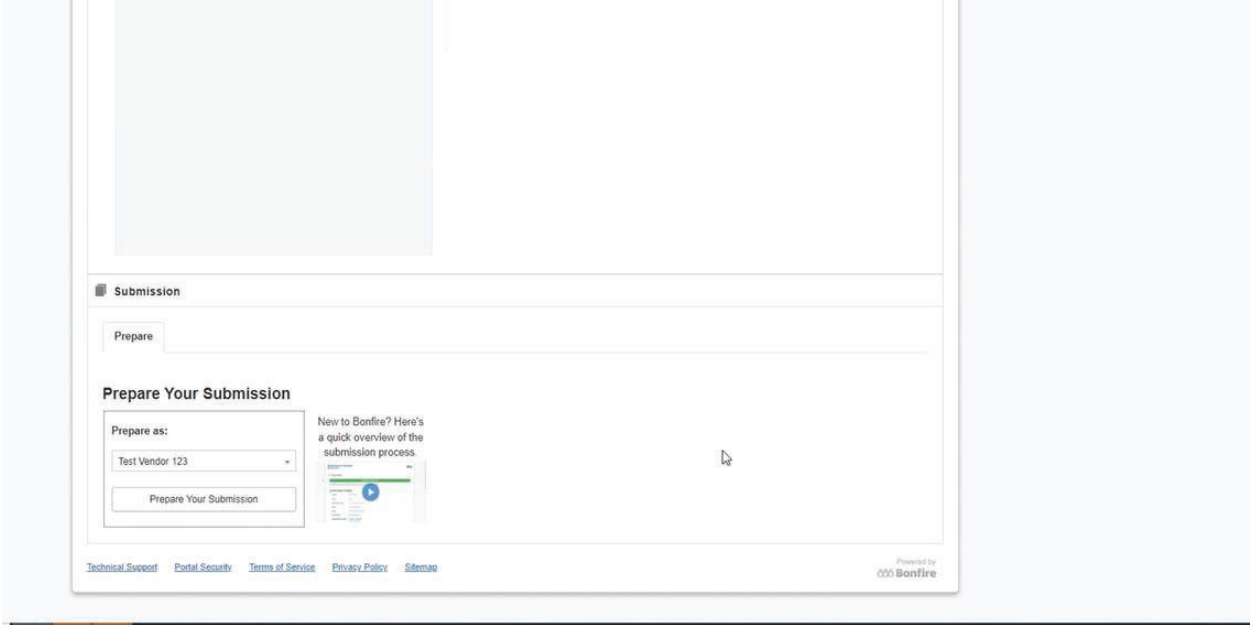 Submission
Prepare
Prepare Your Submission
Prepare as:
Test Vendor 123
Prepare Your Submission
New to Bonfire? Here's
a quick overview of the
submission process.
Technical Support Portal Security Terms of Service Privacy Policy Sitemap
Powered by
Bonfire